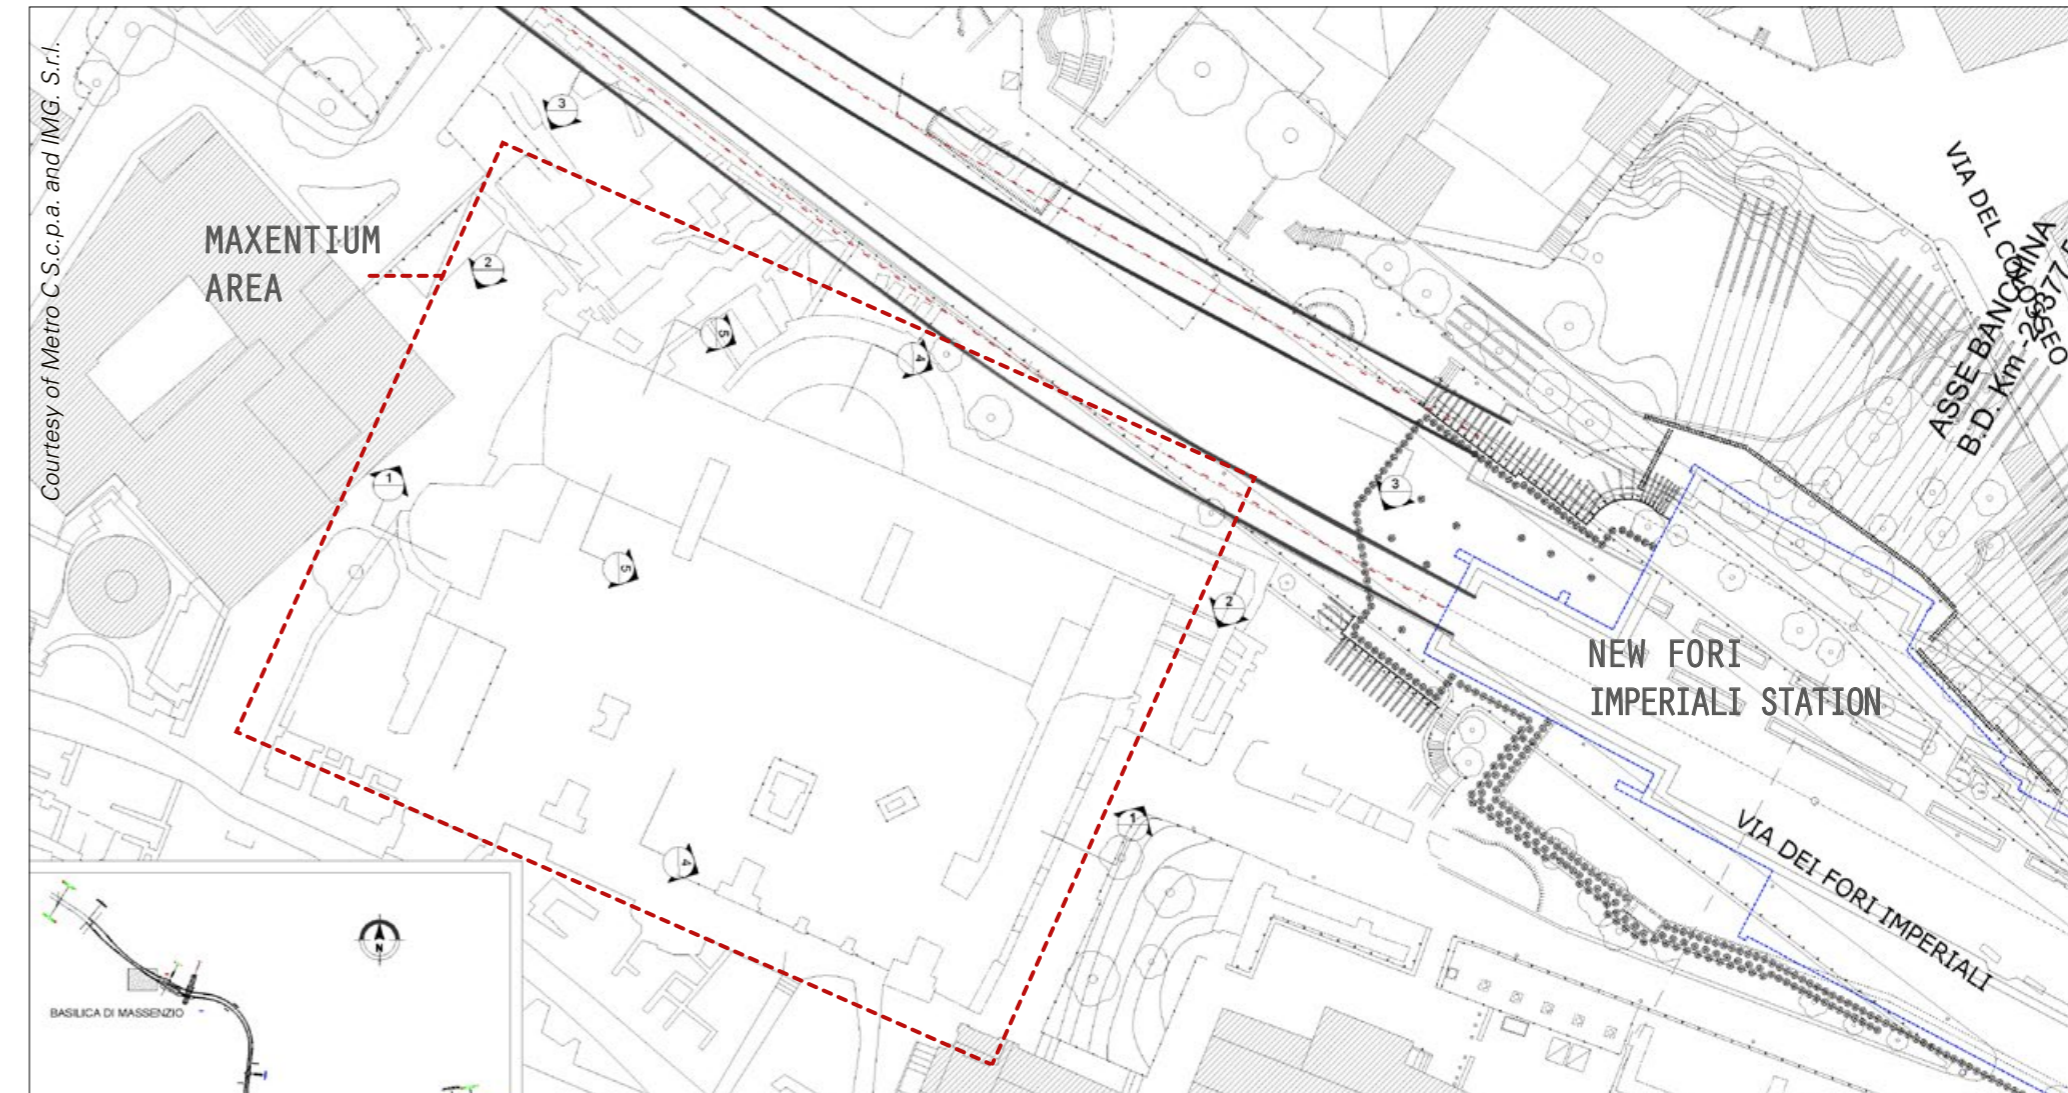 Courtesy of Metro C S.c.p.a. and IMG. S.r.l.
3
MAXENTIUM
AREA
2
5
4
1
3
5
2
VIA DEL COLOSSEO
ASSE BANCHINA
B.D. Km
NEW FORI
IMPERIALI STATION
1
4
VIA DEI FORI IMPERIALI
N
BASILICA DI MASSENZIO